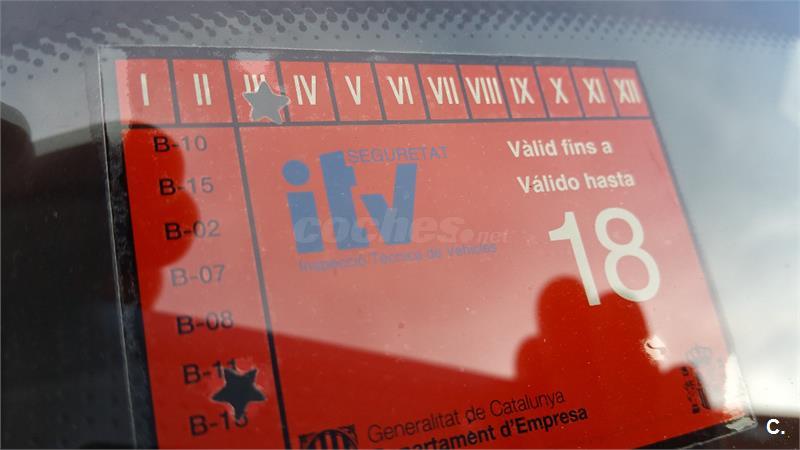 I II III IV V VI VII VIII IX X XI XII
B-10
B-15
B-02
B-07
B-08
B-11
SEGURETAT
itv
Inspecció Tècnica de Vehicles
Vàlid fins a
Válido hasta
18
coches.net
Generalitat de Catalunya
Departament d'Empresa
C.